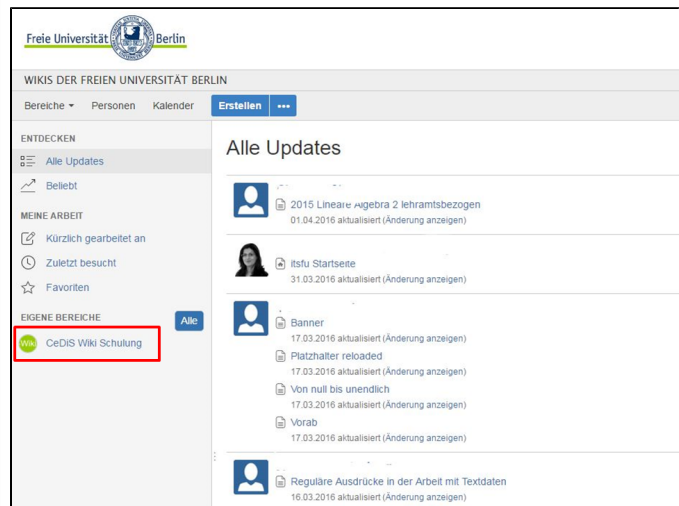 Freie Universität Berlin
WIKIS DER FREIEN UNIVERSITÄT BERLIN
Bereiche Personen Kalender Erstellen •••
ENTDECKEN
Alle Updates
Beliebt
MEINE ARBEIT
Kürzlich gearbeitet an
Zuletzt besucht
Favoriten
EIGENE BEREICHE
Alle
Wiki CeDiS Wiki Schulung
Alle Updates
2015 Lineare Algebra 2 lehramtsbezogen
01.04.2016 aktualisiert (Änderung anzeigen)
itsfu Startseite
31.03.2016 aktualisiert (Änderung anzeigen)
Banner
17.03.2016 aktualisiert (Änderung anzeigen)
Platzhalter reloaded
17.03.2016 aktualisiert (Änderung anzeigen)
Von null bis unendlich
17.03.2016 aktualisiert (Änderung anzeigen)
Vorab
17.03.2016 aktualisiert (Änderung anzeigen)
Reguläre Ausdrücke in der Arbeit mit Textdaten
16.03.2016 aktualisiert (Änderung anzeigen)